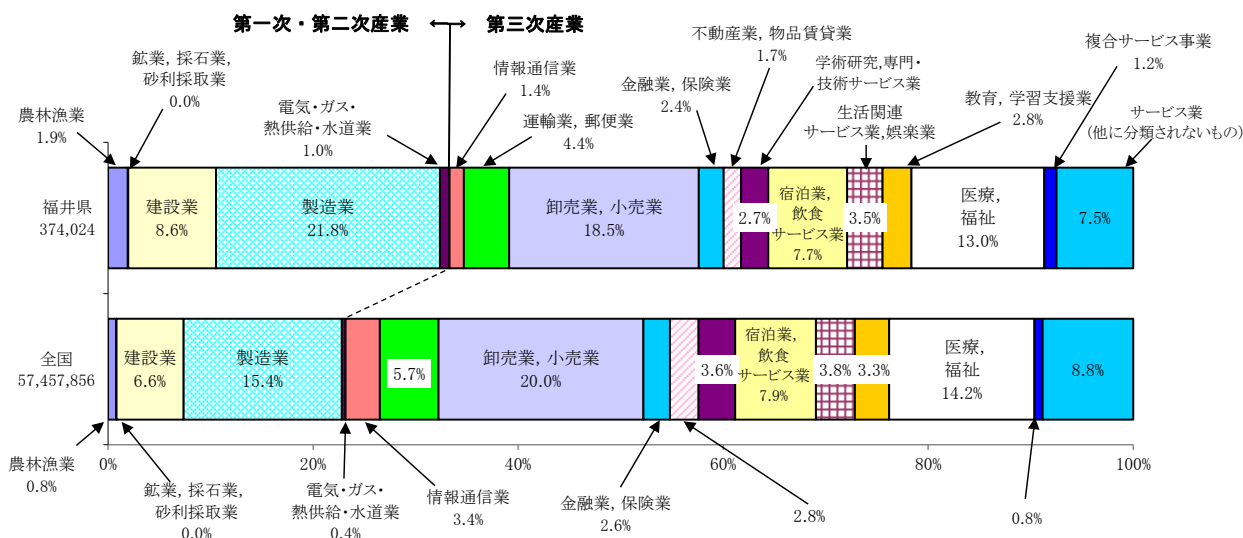 第一次・第二次産業 ←→ 第三次産業
鉱業, 採石業,
砂利採取業
0.0%
農林漁業
1.9%
電気・ガス・
熱供給・水道業
1.0%
情報通信業
1.4%
運輸業, 郵便業
4.4%
金融業, 保険業
2.4%
不動産業, 物品賃貸業
1.7%
学術研究,専門・
技術サービス業
生活関連
サービス業,娯楽業
教育, 学習支援業
2.8%
複合サービス事業
1.2%
サービス業
(他に分類されないもの)
福井県
374,024
建設業
8.6%
製造業
21.8%
卸売業, 小売業
18.5%
2.7%
宿泊業,
飲食
サービス業
7.7%
3.5%
医療,
福祉
13.0%
7.5%
全国
57,457,856
建設業
6.6%
製造業
15.4%
5.7%
卸売業, 小売業
20.0%
3.6%
宿泊業,
飲食
サービス業
7.9%
3.8%
3.3%
医療,
福祉
14.2%
8.8%
0%
20%
40%
60%
80%
100%
農林漁業
0.8%
鉱業, 採石業,
砂利採取業
0.0%
電気・ガス・
熱供給・水道業
0.4%
情報通信業
3.4%
金融業, 保険業
2.6%
2.8%
0.8%